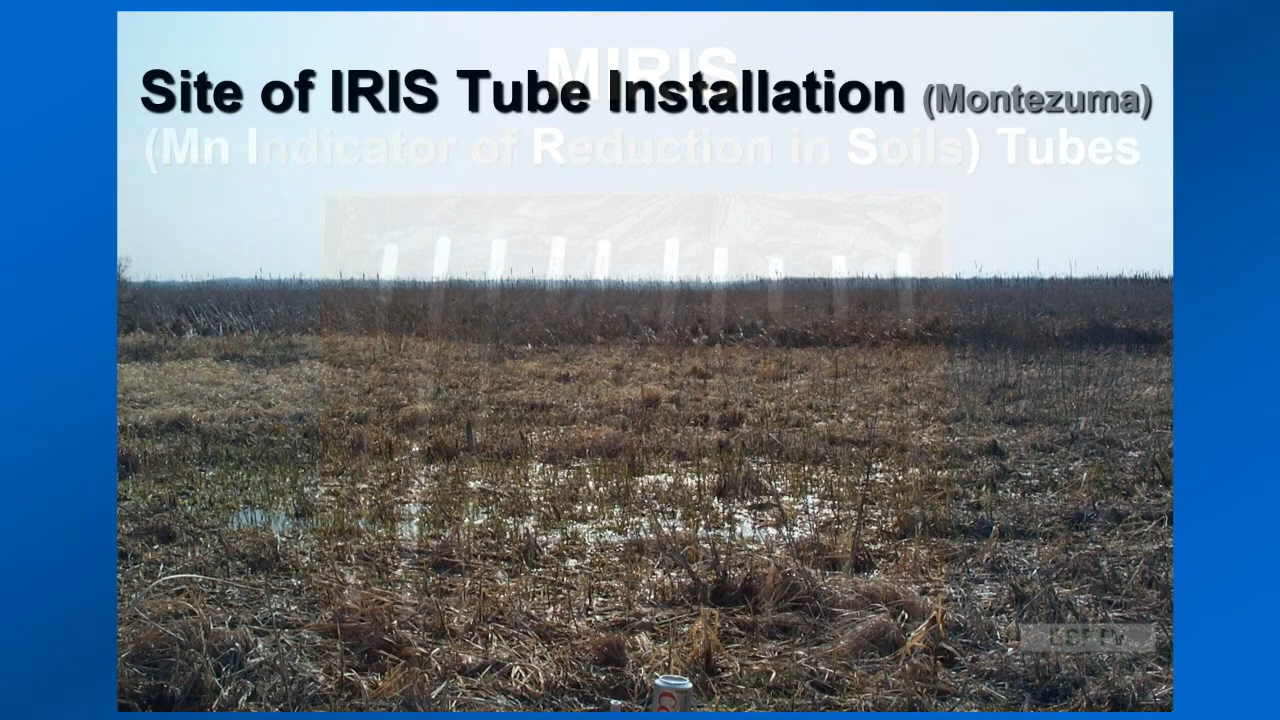 MIRIS
Site of IRIS Tube Installation (Montezuma)
(Mn Indicator of Reduction in Soils) Tubes